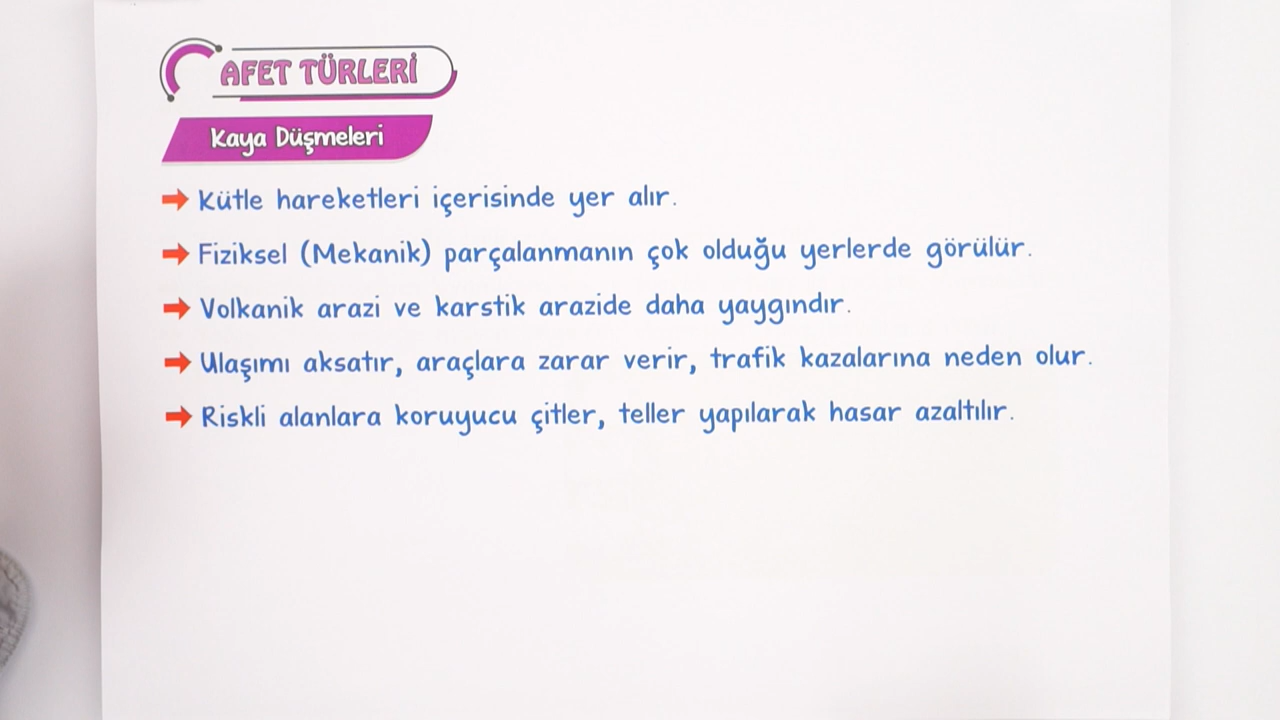 AFET TÜRLERİ
Kaya Düşmeleri
Kütle hareketleri içerisinde yer alır.
Fiziksel (Mekanik) parçalanmanın çok olduğu yerlerde görülür.
Volkanik arazi ve karstik arazide daha yaygındır.
Ulaşımı aksatır, araçlara zarar verir, trafik kazalarına neden olur.
Riskli alanlara koruyucu çitler, teller yapılarak hasar azaltılır.